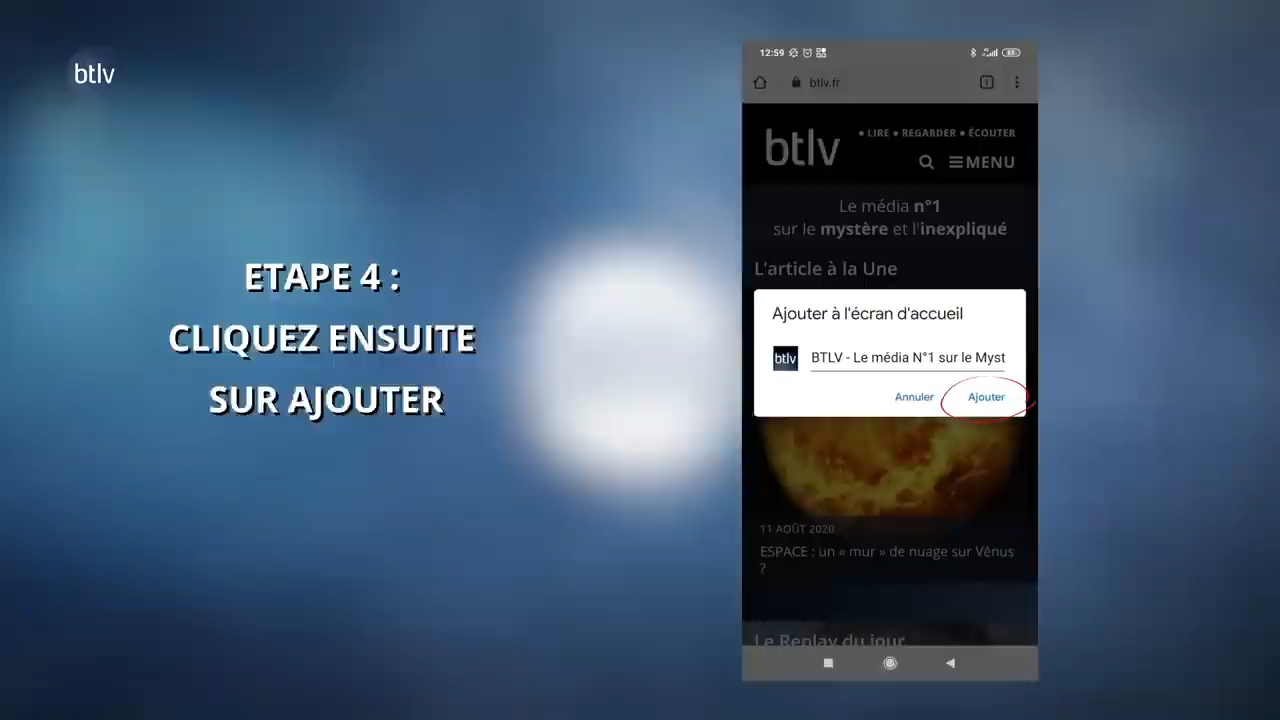 btlv
ETAPE 4 :
CLIQUEZ ENSUITE
SUR AJOUTER
12:59
btlv.fr
1
btlv
• LIRE • REGARDER • ÉCOUTER
MENU
Le média n°1
sur le mystère et l'inexpliqué
L'article à la Une
Ajouter à l'écran d'accueil
btlv
BTLV - Le média N°1 sur le Myst
Annuler
Ajouter
11 AOÛT 2020
ESPACE : un « mur » de nuage sur Vénus
?
Le Replay du jour